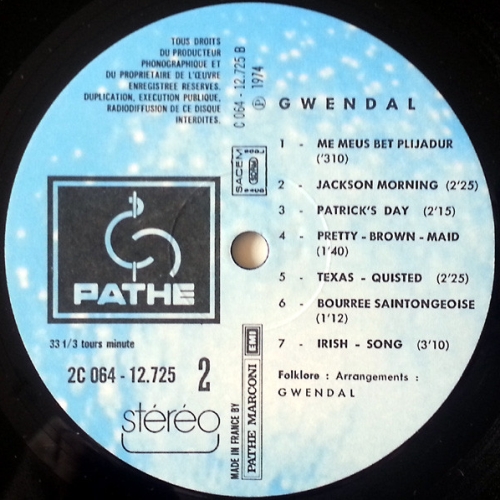 TOUS DROITS
DU PRODUCTEUR
PHONOGRAPHIQUE ET
DU PROPRIETAIRE DE L'ŒUVRE
ENREGISTREE RESERVES.
DUPLICATION, EXECUTION PUBLIQUE,
RADIODIFFUSION DE CE DISQUE
INTERDITES.
C 064 - 12.725 B
℗ 1974
SACEM
GWENDAL
1 - ME MEUS BET PLIJADUR
('310)
2 - JACKSON MORNING (2'25)
3 - PATRICK'S DAY (2'15)
4 - PRETTY - BROWN - MAID
(1'40)
5 - TEXAS - QUISTED (2'25)
6 - BOURREE SAINTONGEOISE
(1'12)
7 - IRISH - SONG (3'10)
Folklore : Arrangements :
GWENDAL
PATHE
33 1/3 tours minute
2C 064 - 12.725 2
stéréo
MADE IN FRANCE BY
PATHE MARCONI EMI